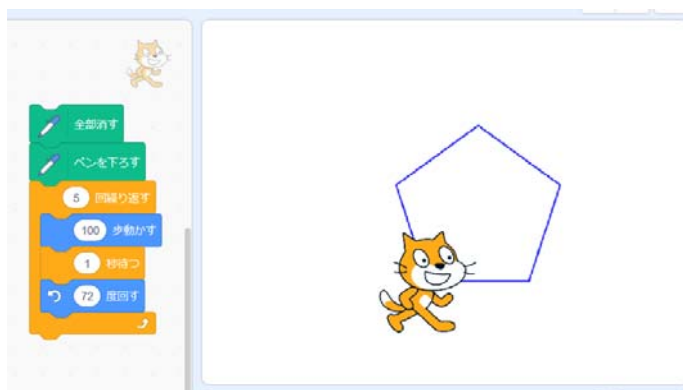 全部消す
ペンを下ろす
5 回繰り返す
100 歩動かす
1 秒待つ
72 度回す